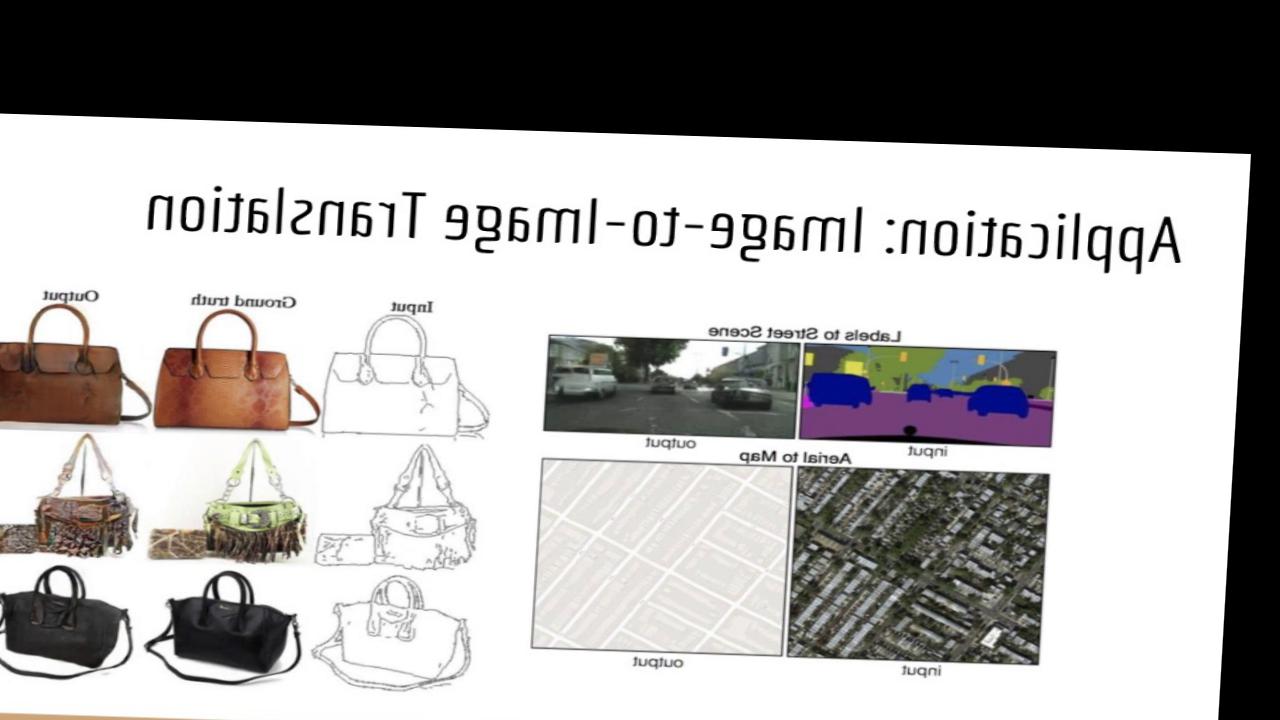 Application: Image-to-Image Translation
Labels to Street Scene
input output
Aerial to Map
input output
Input Ground truth Output